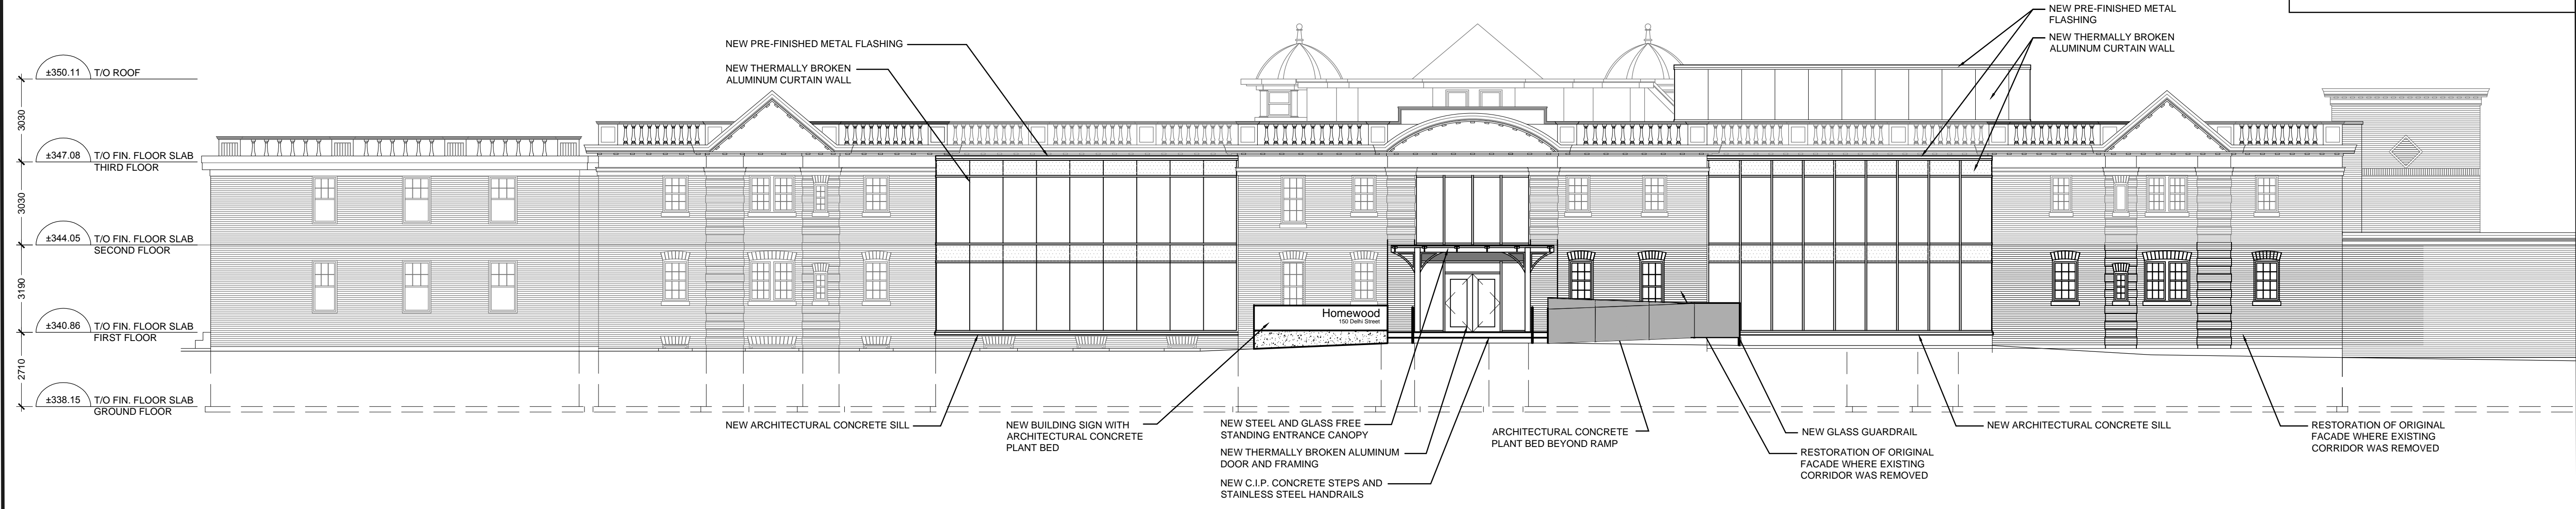 ±350.11 T/O ROOF
3030
±347.08 T/O FIN. FLOOR SLAB
THIRD FLOOR
3030
±344.05 T/O FIN. FLOOR SLAB
SECOND FLOOR
3190
±340.86 T/O FIN. FLOOR SLAB
FIRST FLOOR
2710
±338.15 T/O FIN. FLOOR SLAB
GROUND FLOOR
NEW PRE-FINISHED METAL FLASHING
NEW THERMALLY BROKEN
ALUMINUM CURTAIN WALL
NEW PRE-FINISHED METAL
FLASHING
NEW THERMALLY BROKEN
ALUMINUM CURTAIN WALL
Homewood
150 Delhi Street
NEW ARCHITECTURAL CONCRETE SILL
NEW BUILDING SIGN WITH
ARCHITECTURAL CONCRETE
PLANT BED
NEW STEEL AND GLASS FREE
STANDING ENTRANCE CANOPY
NEW THERMALLY BROKEN ALUMINUM
DOOR AND FRAMING
NEW C.I.P. CONCRETE STEPS AND
STAINLESS STEEL HANDRAILS
ARCHITECTURAL CONCRETE
PLANT BED BEYOND RAMP
NEW GLASS GUARDRAIL
RESTORATION OF ORIGINAL
FACADE WHERE EXISTING
CORRIDOR WAS REMOVED
NEW ARCHITECTURAL CONCRETE SILL
RESTORATION OF ORIGINAL
FACADE WHERE EXISTING
CORRIDOR WAS REMOVED